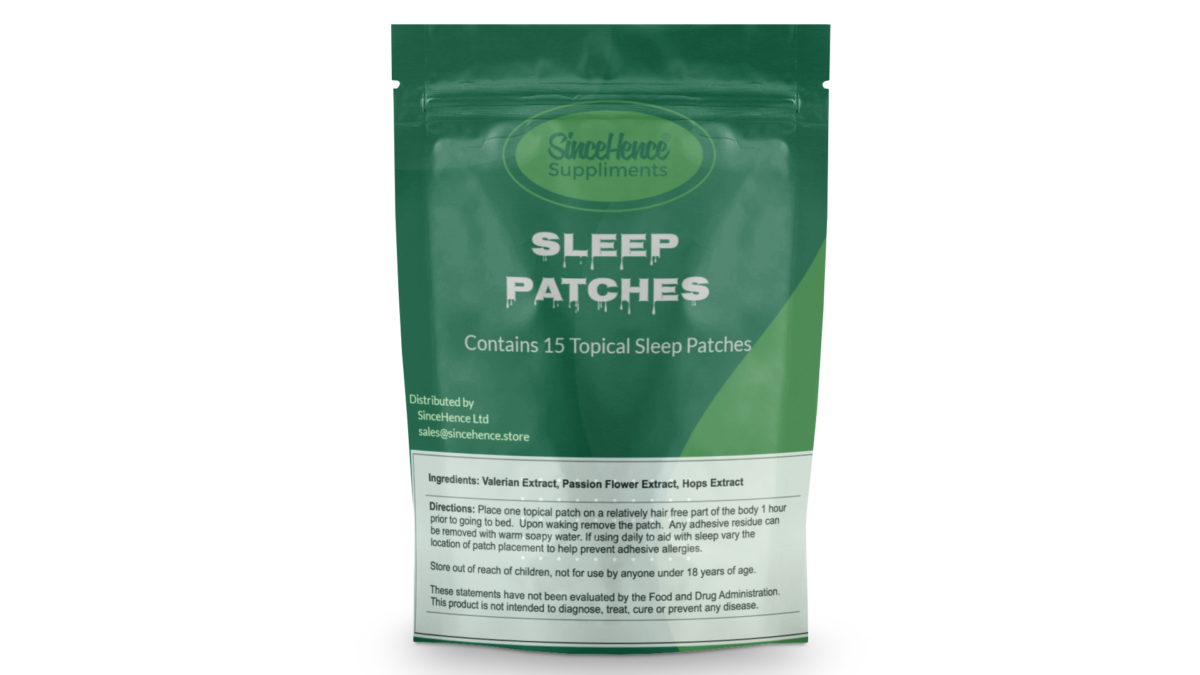 SinceHence
Suppliments
SLEEP
PATCHES
Contains 15 Topical Sleep Patches
Distributed by
SinceHence Ltd
sales@sincehence.store
Ingredients: Valerian Extract, Passion Flower Extract, Hops Extract
Directions: Place one topical patch on a relatively hair free part of the body 1 hour
prior to going to bed. Upon waking remove the patch. Any adhesive residue can
be removed with warm soapy water. If using daily to aid with sleep vary the
location of patch placement to help prevent adhesive allergies.
Store out of reach of children, not for use by anyone under 18 years of age.
These statements have not been evaluated by the Food and Drug Administration.
This product is not intended to diagnose, treat, cure or prevent any disease.